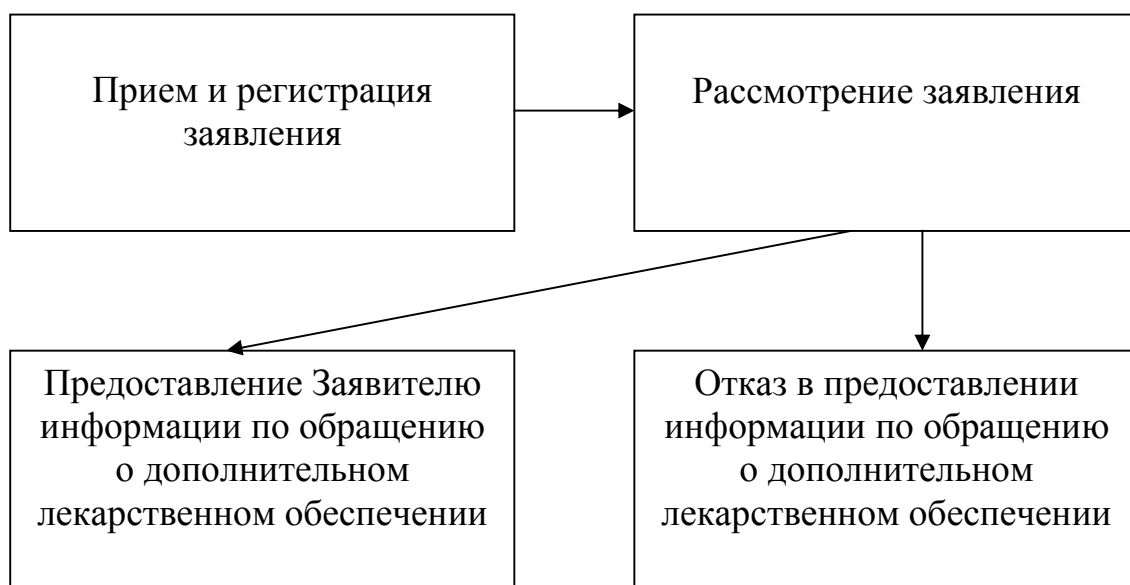 Прием и регистрация
заявления
Рассмотрение заявления
Предоставление Заявителю
информации по обращению
о дополнительном
лекарственном обеспечении
Отказ в предоставлении
информации по обращению
о дополнительном
лекарственном обеспечении